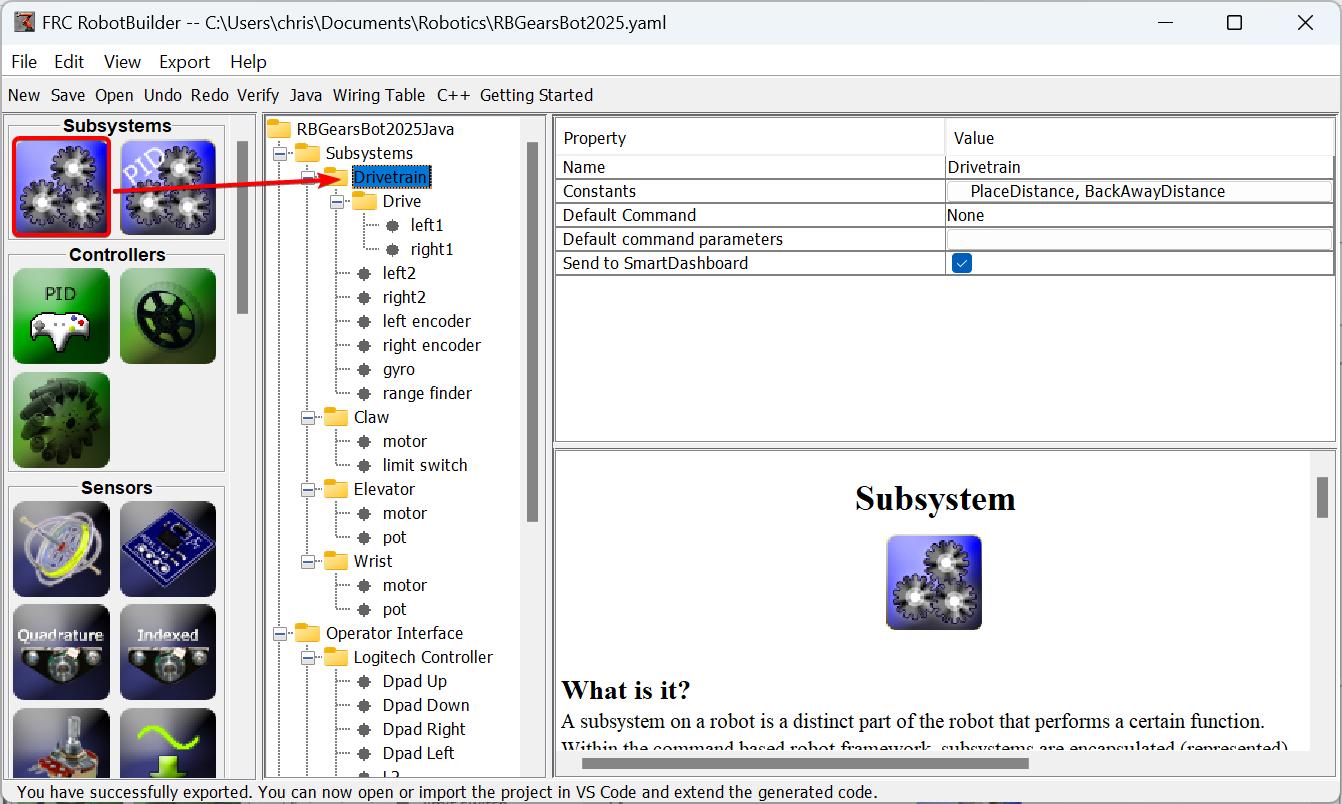 FRC RobotBuilder -- C:\Users\chris\Documents\Robotics\RBGearsBot2025.yaml
File Edit View Export Help
New Save Open Undo Redo Verify Java Wiring Table C++ Getting Started
Subsystems
PID
Controllers
PID
Sensors
Quadrature
Indexed
RBGearsBot2025Java
Subsystems
Drivetrain
Drive
left1
right1
left2
right2
left encoder
right encoder
gyro
range finder
Claw
motor
limit switch
Elevator
motor
pot
Wrist
motor
pot
Operator Interface
Logitech Controller
Dpad Up
Dpad Down
Dpad Right
Dpad Left
Property Value
Name Drivetrain
Constants PlaceDistance, BackAwayDistance
Default Command None
Default command parameters
Send to SmartDashboard
Subsystem
What is it?
A subsystem on a robot is a distinct part of the robot that performs a certain function.
Within the command based robot framework, subsystems are encapsulated (represented)
You have successfully exported. You can now open or import the project in VS Code and extend the generated code.